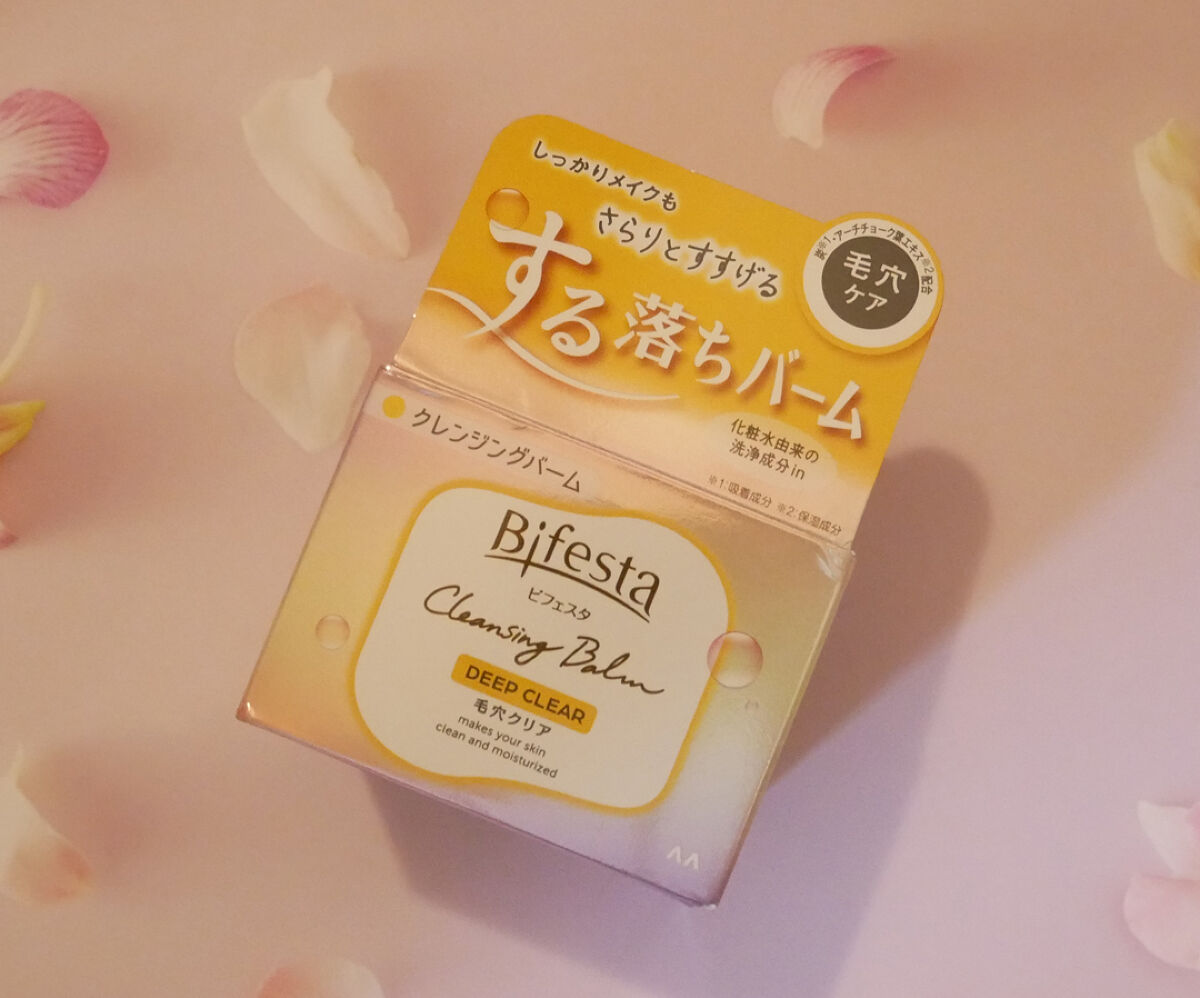 しっかりメイクも
さらりとすすげる
する落ちバーム
炭※1・アーチチョーク葉エキス※2配合
毛穴
ケア
化粧水由来の
洗浄成分in
※1:吸着成分 ※2:保湿成分
クレンジングバーム
Bifesta
ビフェスタ
Cleansing Balm
DEEP CLEAR
毛穴クリア
makes your skin
clean and moisturized